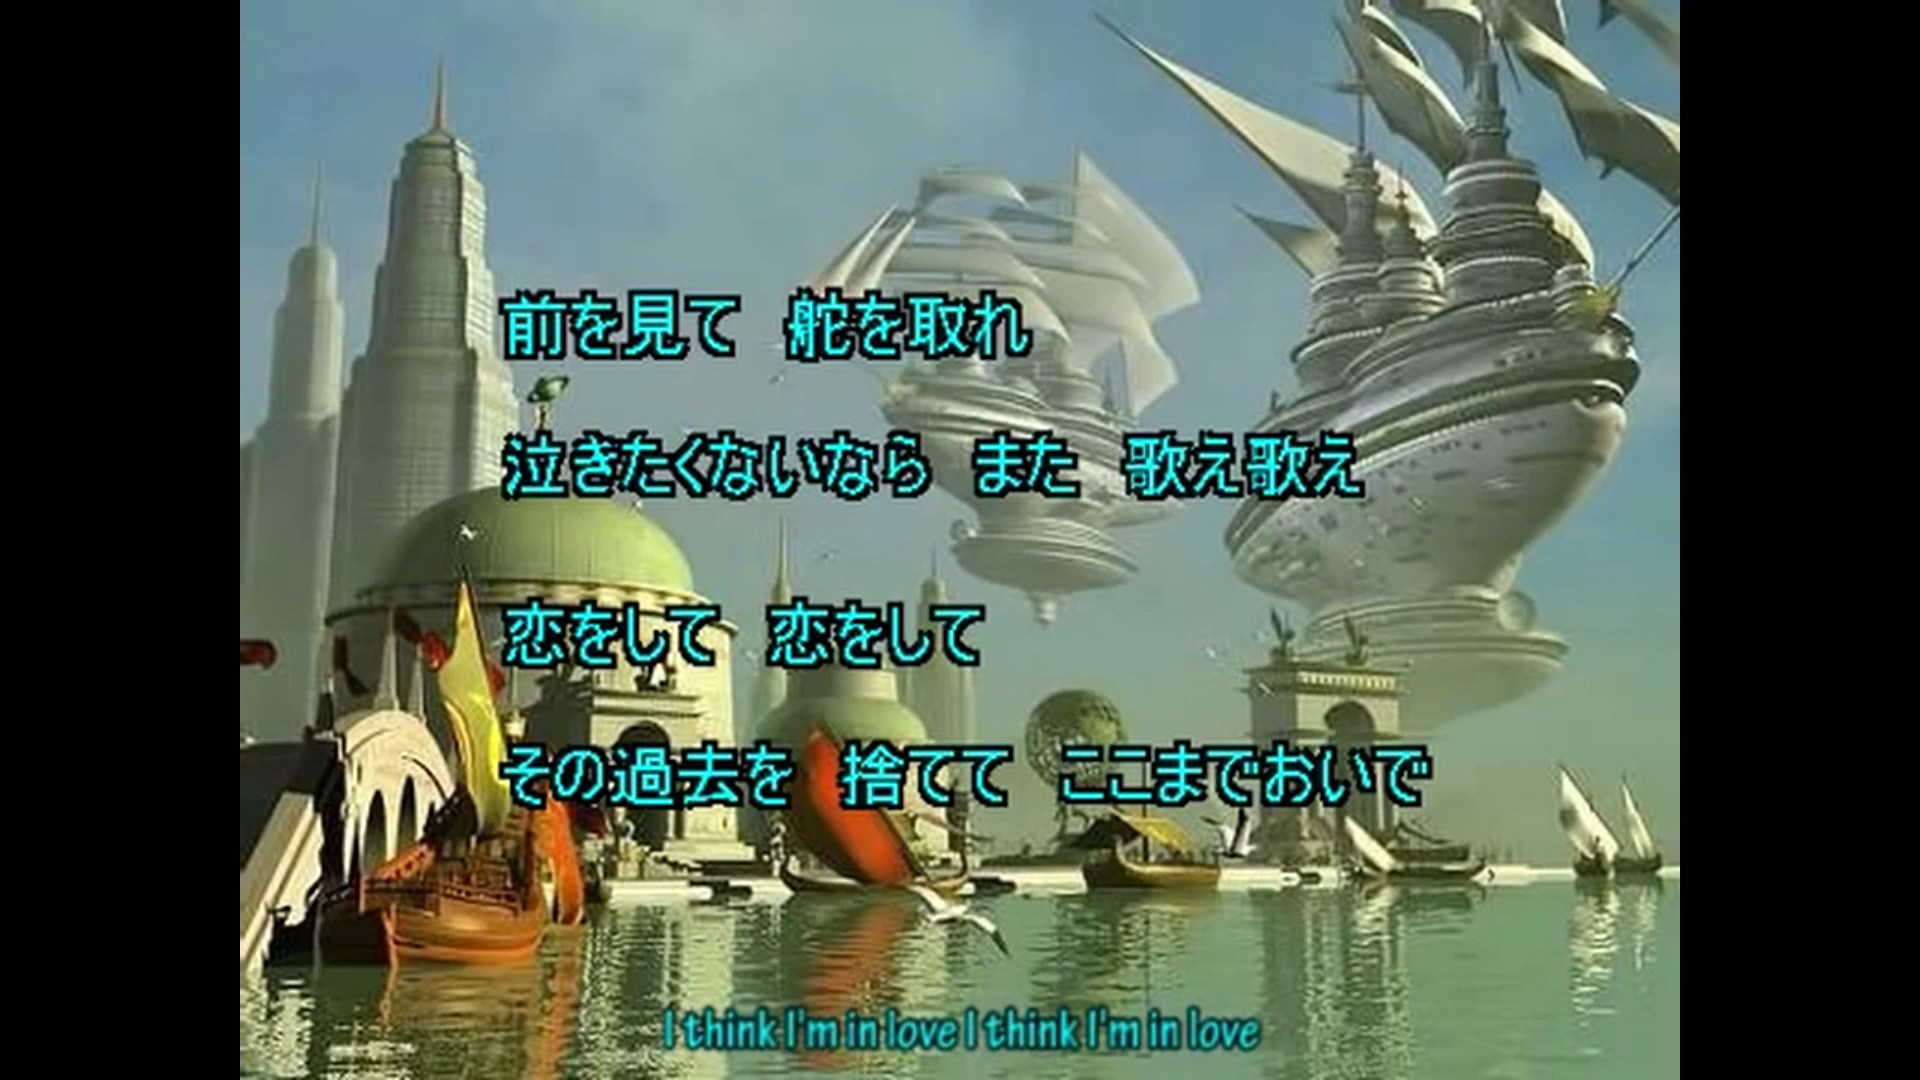 前を見て　舵を取れ
泣きたくないなら　また　歌え歌え
恋をして　恋をして
その過去を　捨てて　ここまでおいで
I think I'm in love I think I'm in love